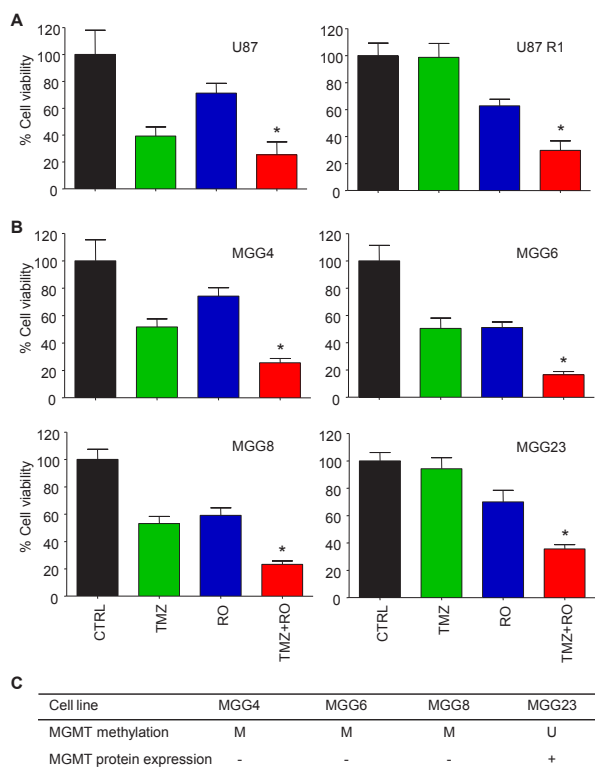 A
U87
U87 R1
% Cell viability
120
100
80
60
40
20
0
*
120
100
80
60
40
20
0
*
B
MGG4
MGG6
% Cell viability
120
100
80
60
40
20
0
*
120
100
80
60
40
20
0
*
MGG8
MGG23
% Cell viability
120
100
80
60
40
20
0
*
120
100
80
60
40
20
0
*
CTRL
TMZ
RO
TMZ+RO
CTRL
TMZ
RO
TMZ+RO
C
Cell line MGG4 MGG6 MGG8 MGG23
MGMT methylation M M M U
MGMT protein expression - - - +